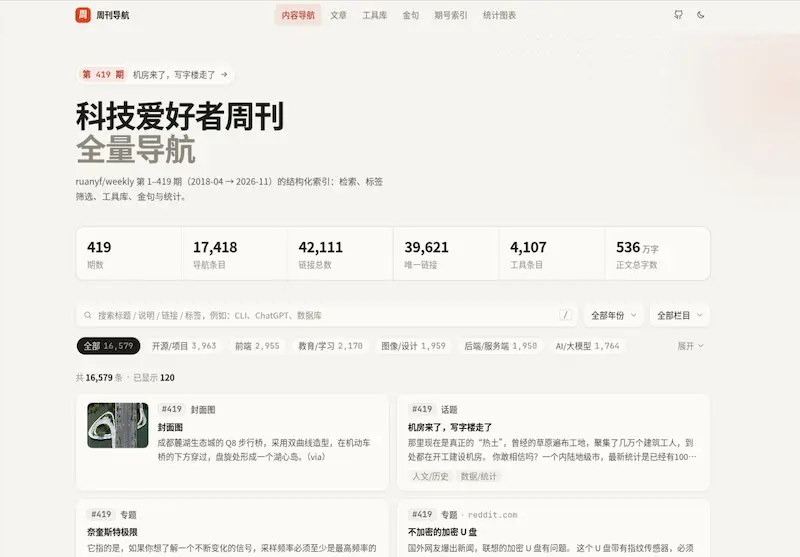 周 周刊导航
内容导航 文章 工具库 金句 期号索引 统计图表
第 419 期 机房来了，写字楼走了 →
科技爱好者周刊
全量导航
ruanyf/weekly 第 1–419 期（2018-04 → 2026-11）的结构化索引：检索、标签
筛选、工具库、金句与统计。
419 17,418 42,111 39,621 4,107 536 万字
期数 导航条目 链接总数 唯一链接 工具条目 正文总字数
搜索标题 / 说明 / 链接 / 标签，例如：CLI、ChatGPT、数据库 / 全部年份 全部栏目
全部 16,579 开源/项目 3,963 前端 2,955 教育/学习 2,170 图像/设计 1,959 后端/服务端 1,958 AI/大模型 1,764 展开
共 16,579 条 · 已显示 120
#419 封面图
封面图
成都麓湖生态城的 Q8 步行桥，采用双曲线造型，在机动车
桥的下方穿过，盘旋处形成一个湖心岛。（via）
#419 话题
机房来了，写字楼走了
那里现在是真正的“热土”，曾经的草原遍布工地，聚集了几万个建筑工人，到
处都在开工建设机房。 你敢相信吗？一个内陆地级市，最新统计是已经有100…
人文/历史 数据/统计
#419 专题
奈奎斯特极限
它指的是，如果你想了解一个不断变化的信号，采样频率必须至少是最高频率的
#419 专题 · reddit.com
不加密的加密 U 盘
国外网友爆出新闻，联想的加密 U 盘有问题。 这个 U 盘带有指纹传感器，必须